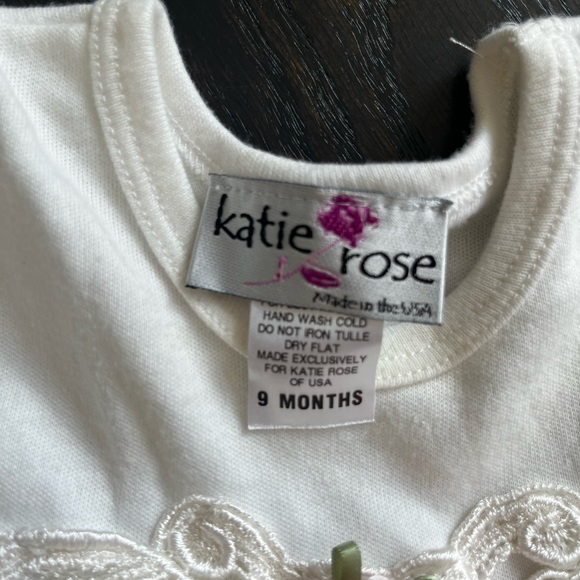 katie
rose
Made in the USA
HAND WASH COLD
DO NOT IRON TULLE
DRY FLAT
MADE EXCLUSIVELY
FOR KATIE ROSE
OF USA
9 MONTHS